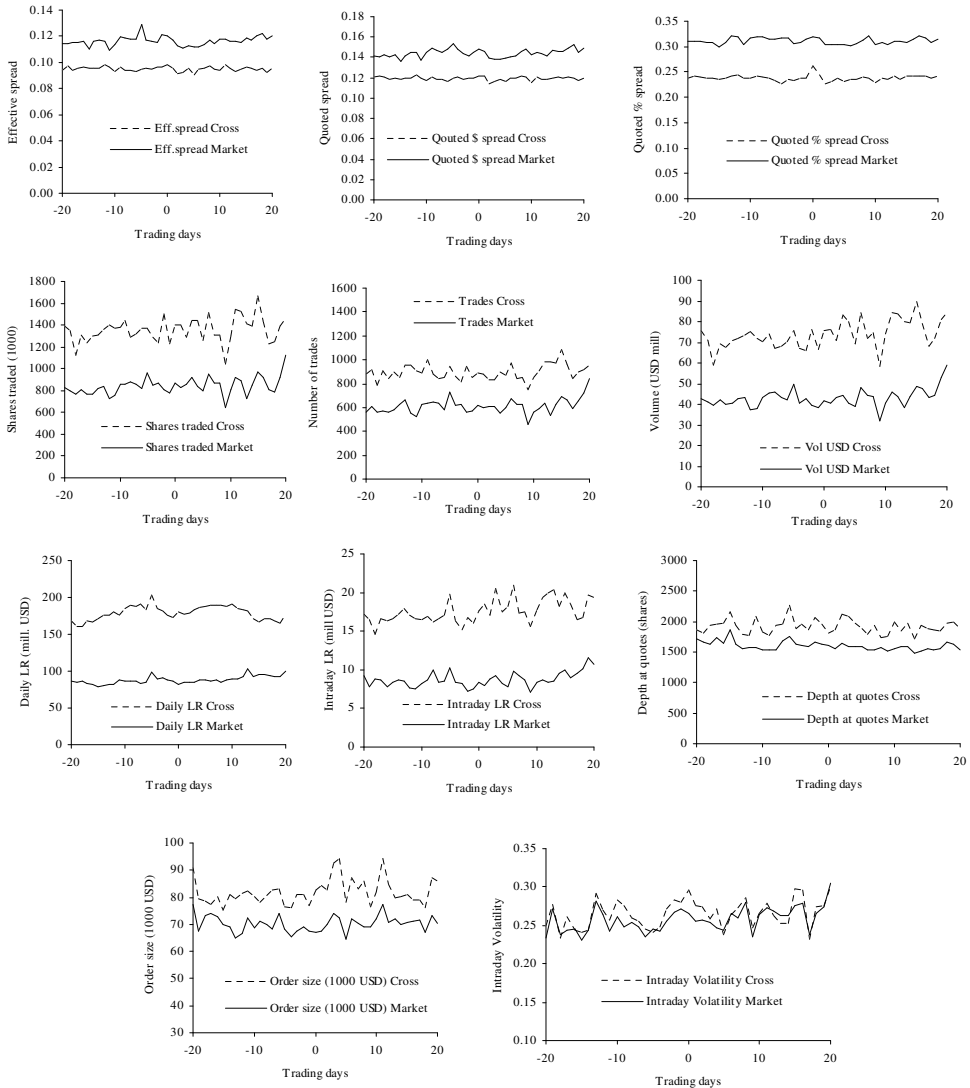 Effective spread
0.14
0.12
0.10
0.08
0.06
0.04
0.02
0.00
Eff.spread Cross
Eff.spread Market
-20 -10 0 10 20
Trading days
Quoted spread
0.18
0.16
0.14
0.12
0.10
0.08
0.06
0.04
0.02
0.00
Qouted $ spread Cross
Quoted $ spread Market
-20 -10 0 10 20
Trading days
Quoted % spread
0.35
0.30
0.25
0.20
0.15
0.10
0.05
0.00
Quoted % spread Cross
Quoted % spread Market
-20 -10 0 10 20
Trading days
Shares traded (1000)
1800
1600
1400
1200
1000
800
600
400
200
0
Shares traded Cross
Shares traded Market
-20 -10 0 10 20
Trading days
Number of trades
1600
1400
1200
1000
800
600
400
200
0
Trades Cross
Trades Market
-20 -10 0 10 20
Trading days
Volume (USD mill)
100
90
80
70
60
50
40
30
20
10
0
Vol USD Cross
Vol USD Market
-20 -10 0 10 20
Trading days
Daily LR (mill. USD)
250
200
150
100
50
0
Daily LR Cross
Daily LR Market
-20 -10 0 10 20
Trading days
Intraday LR (mill USD)
25
20
15
10
5
0
Intraday LR Cross
Intraday LR Market
-20 -10 0 10 20
Trading days
Depth at quotes (shares)
3000
2500
2000
1500
1000
500
0
Depth at quotes Cross
Depth at quotes Market
-20 -10 0 10 20
Trading days
Order size (1000 USD)
100
90
80
70
60
50
40
30
Order size (1000 USD) Cross
Order size (1000 USD) Market
-20 -10 0 10 20
Trading days
Intraday Volatility
0.35
0.30
0.25
0.20
0.15
0.10
Intraday Volatility Cross
Intraday Volatility Market
-20 -10 0 10 20
Trading days